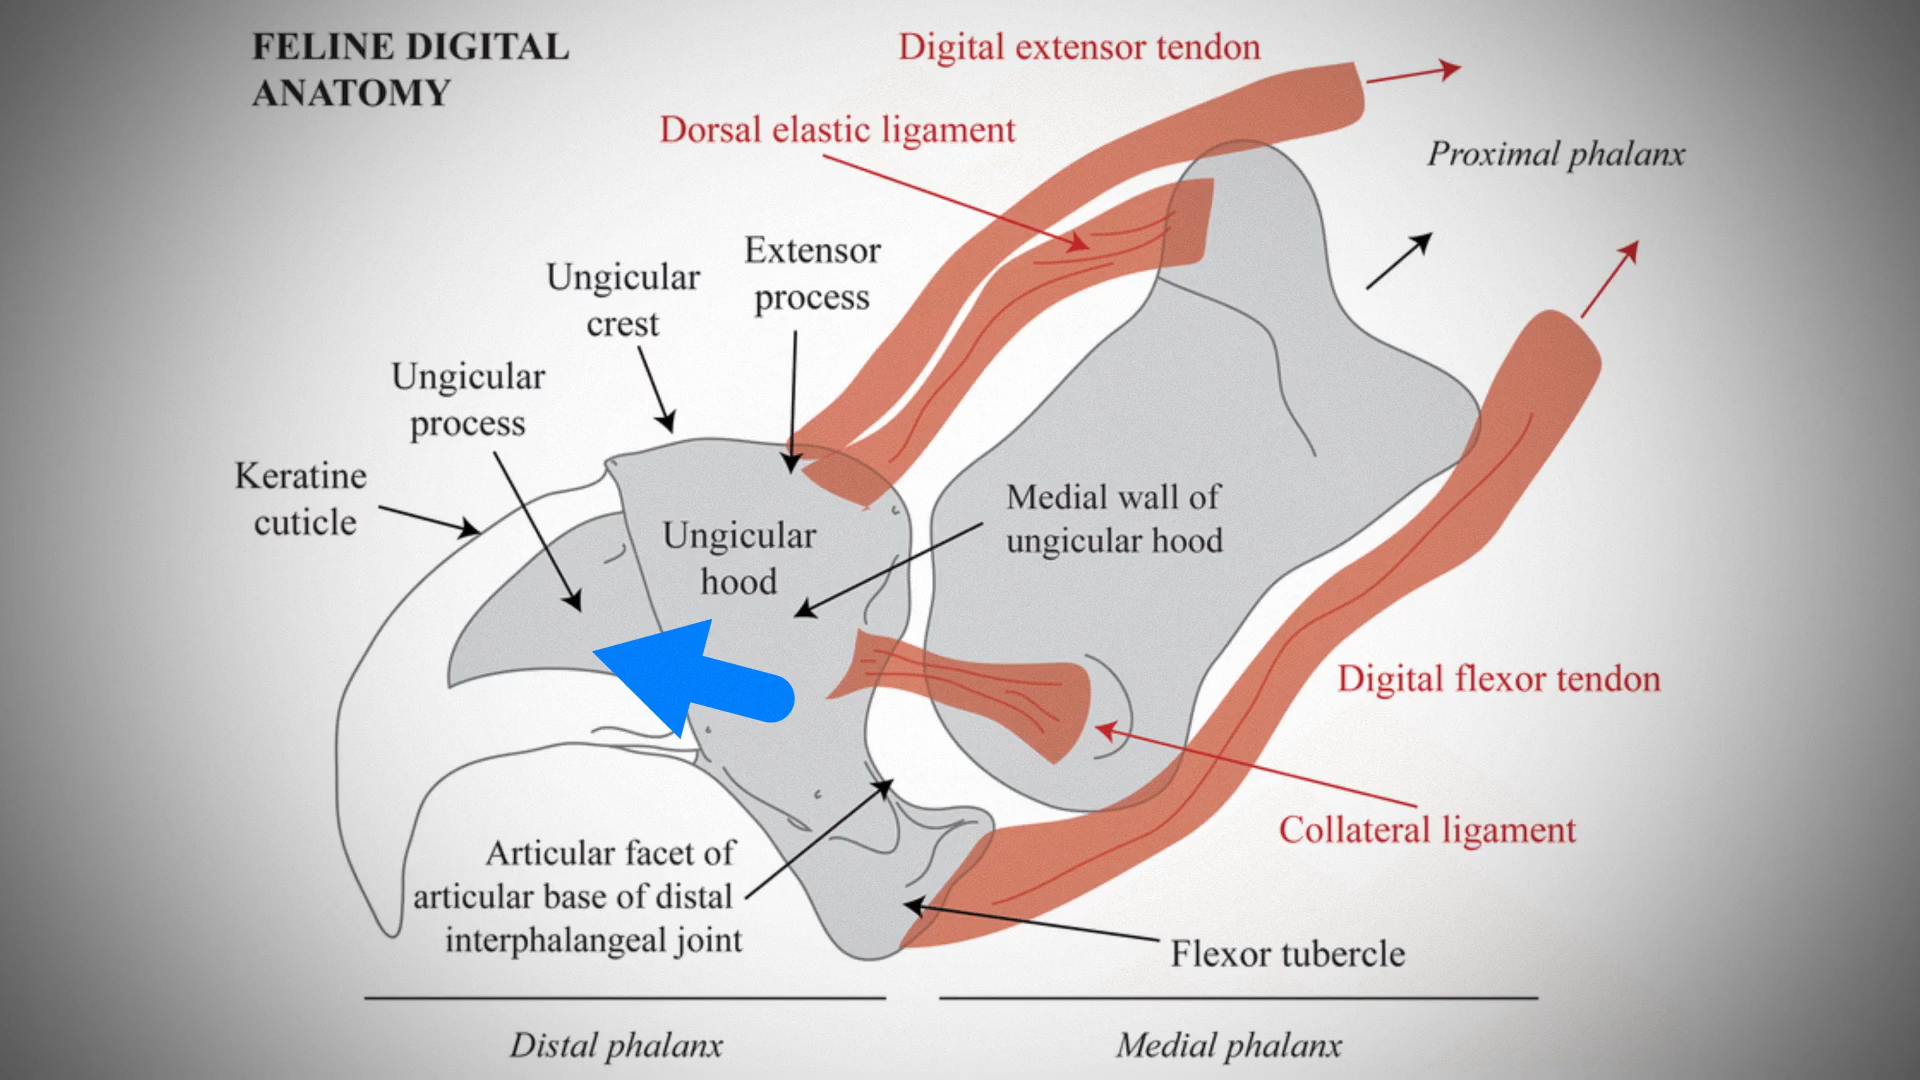 FELINE DIGITAL
ANATOMY
Digital extensor tendon
Dorsal elastic ligament
Proximal phalanx
Extensor
process
Ungicular
crest
Ungicular
process
Keratine
cuticle
Ungicular
hood
Medial wall of
ungicular hood
Digital flexor tendon
Collateral ligament
Articular facet of
articular base of distal
interphalangeal joint
Flexor tubercle
Distal phalanx
Medial phalanx